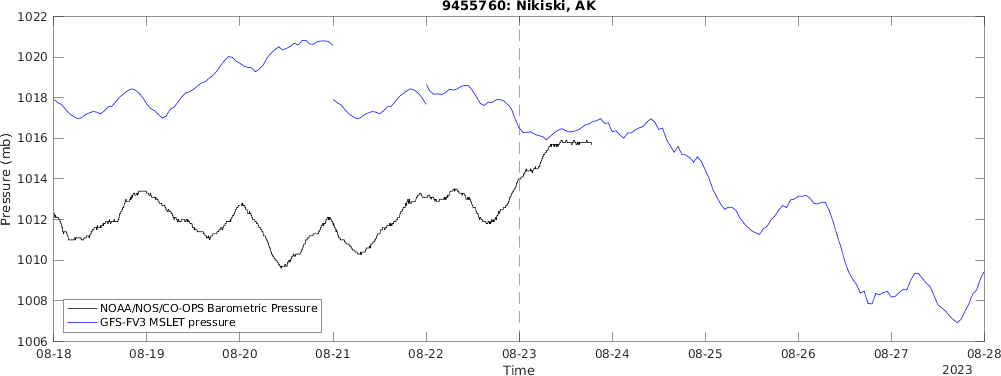 9455760: Nikiski, AK
1022
1020
1018
1016
1014
1012
1010
1008
1006
Pressure (mb)
NOAA/NOS/CO-OPS Barometric Pressure
GFS-FV3 MSLET pressure
08-18 08-19 08-20 08-21 08-22 08-23 08-24 08-25 08-26 08-27 08-28
Time
2023